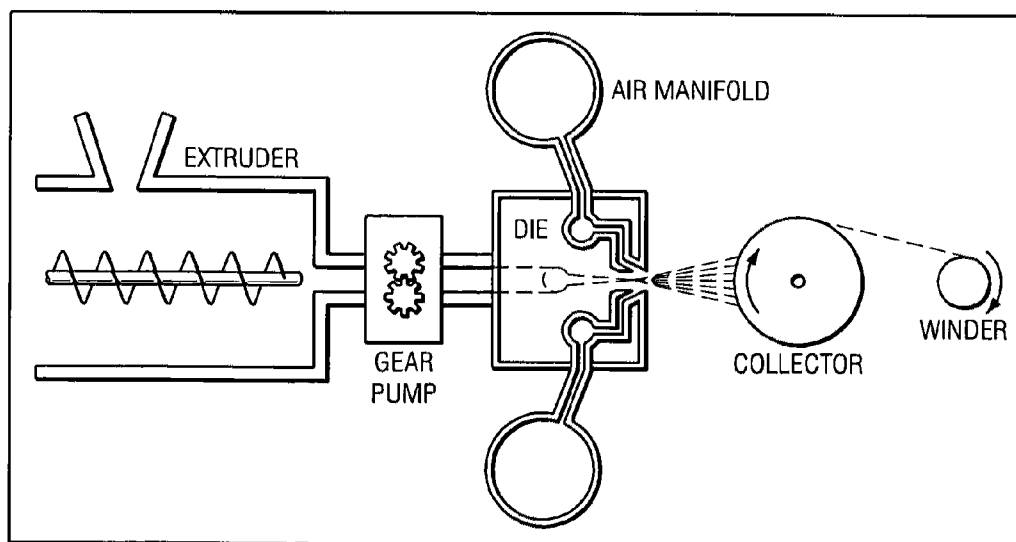 AIR MANIFOLD
EXTRUDER
DIE
GEAR
PUMP
COLLECTOR
WINDER